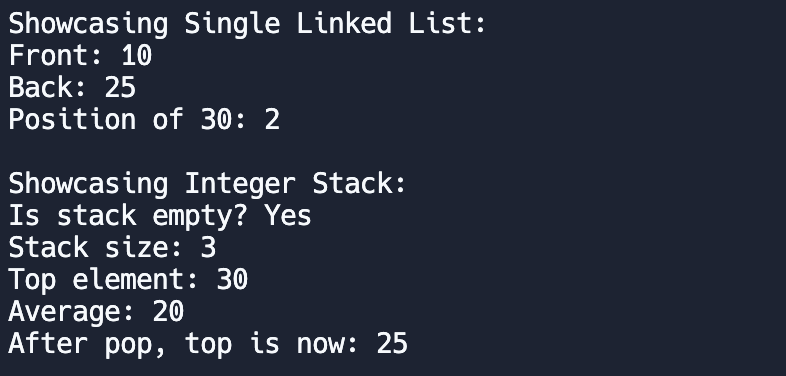 Showcasing Single Linked List:
Front: 10
Back: 25
Position of 30: 2

Showcasing Integer Stack:
Is stack empty? Yes
Stack size: 3
Top element: 30
Average: 20
After pop, top is now: 25